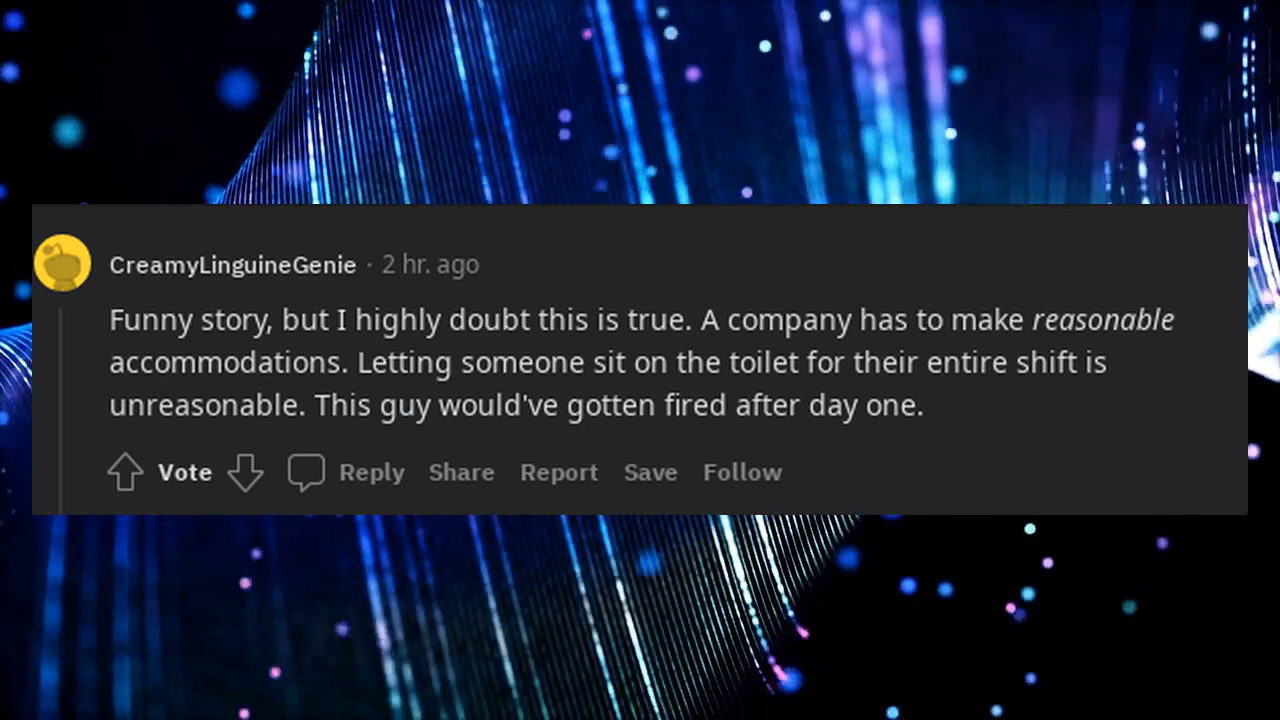 CreamyLinguineGenie · 2 hr. ago
Funny story, but I highly doubt this is true. A company has to make reasonable
accommodations. Letting someone sit on the toilet for their entire shift is
unreasonable. This guy would've gotten fired after day one.
Vote Reply Share Report Save Follow